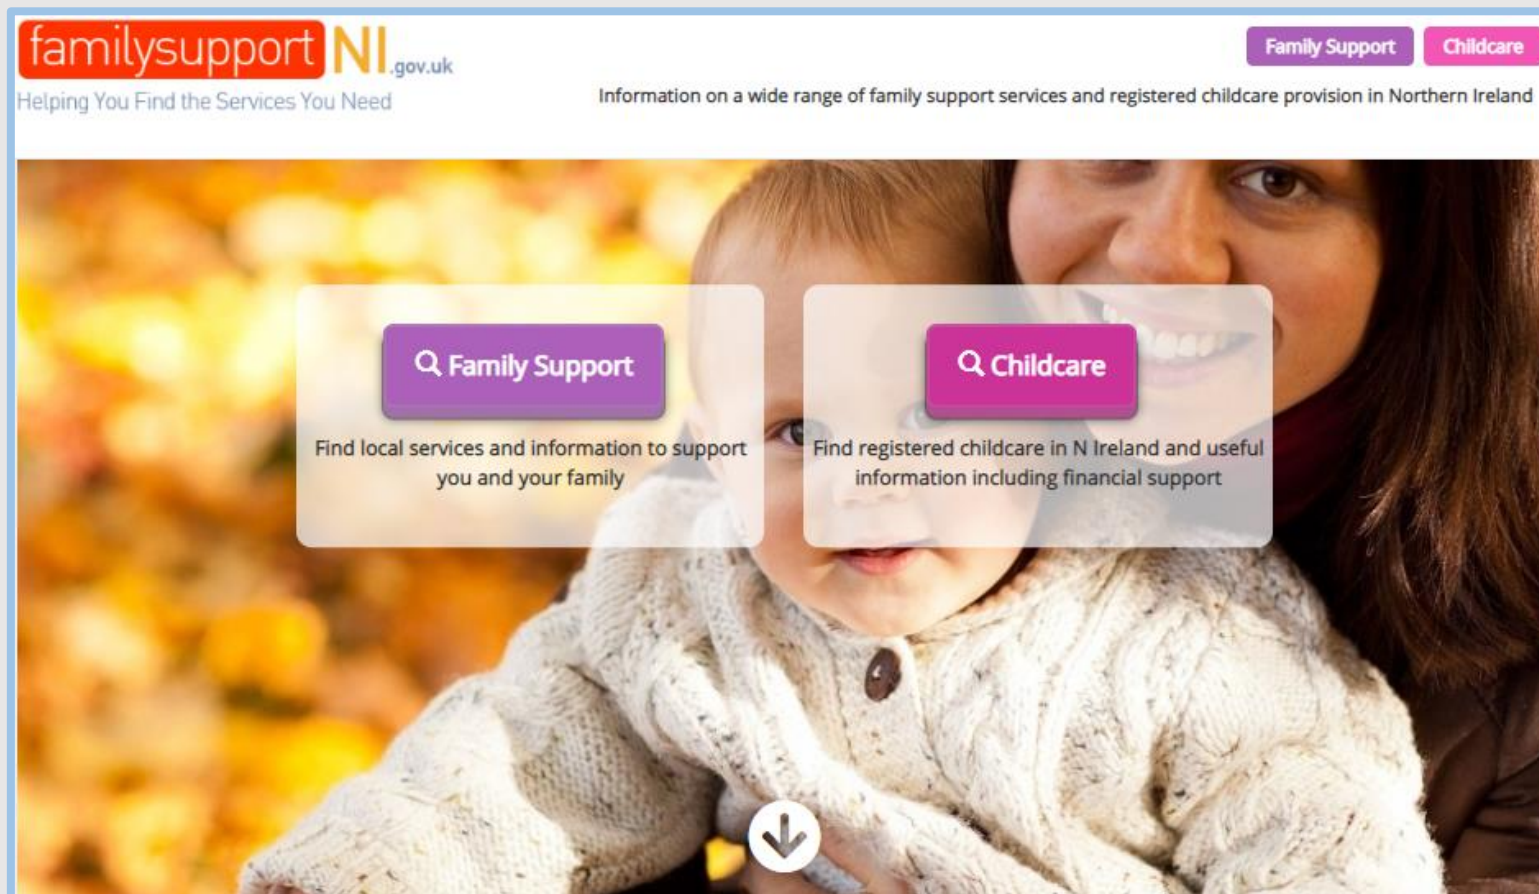 familysupport NI.gov.uk
Helping You Find the Services You Need
Family Support
Childcare
Information on a wide range of family support services and registered childcare provision in Northern Ireland
Family Support
Find local services and information to support
you and your family
Childcare
Find registered childcare in N Ireland and useful
information including financial support